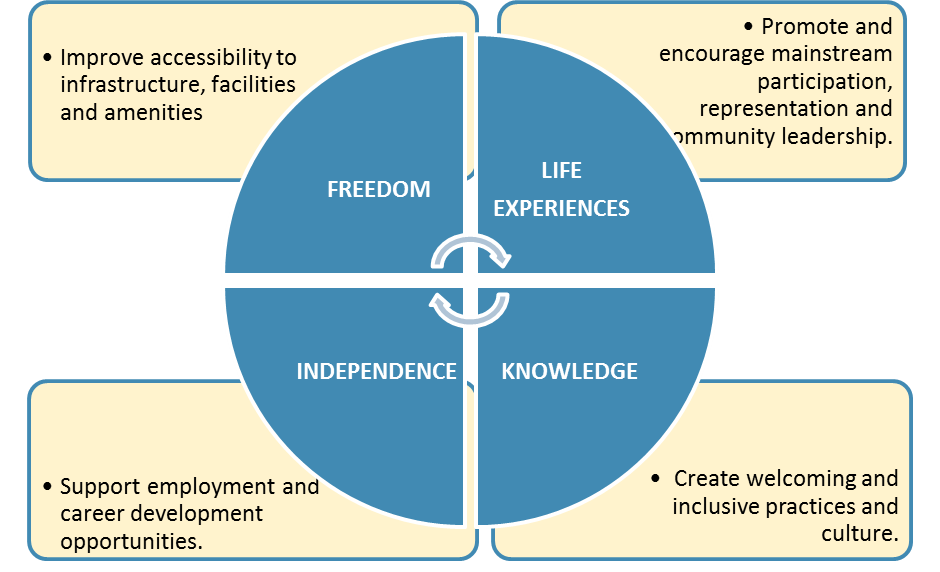 • Improve accessibility to
infrastructure, facilities
and amenities
• Promote and
encourage mainstream
participation,
representation and
ommunity leadership.
FREEDOM
LIFE
EXPERIENCES
INDEPENDENCE
KNOWLEDGE
• Support employment and
career development
opportunities.
• Create welcoming and
inclusive practices and
culture.